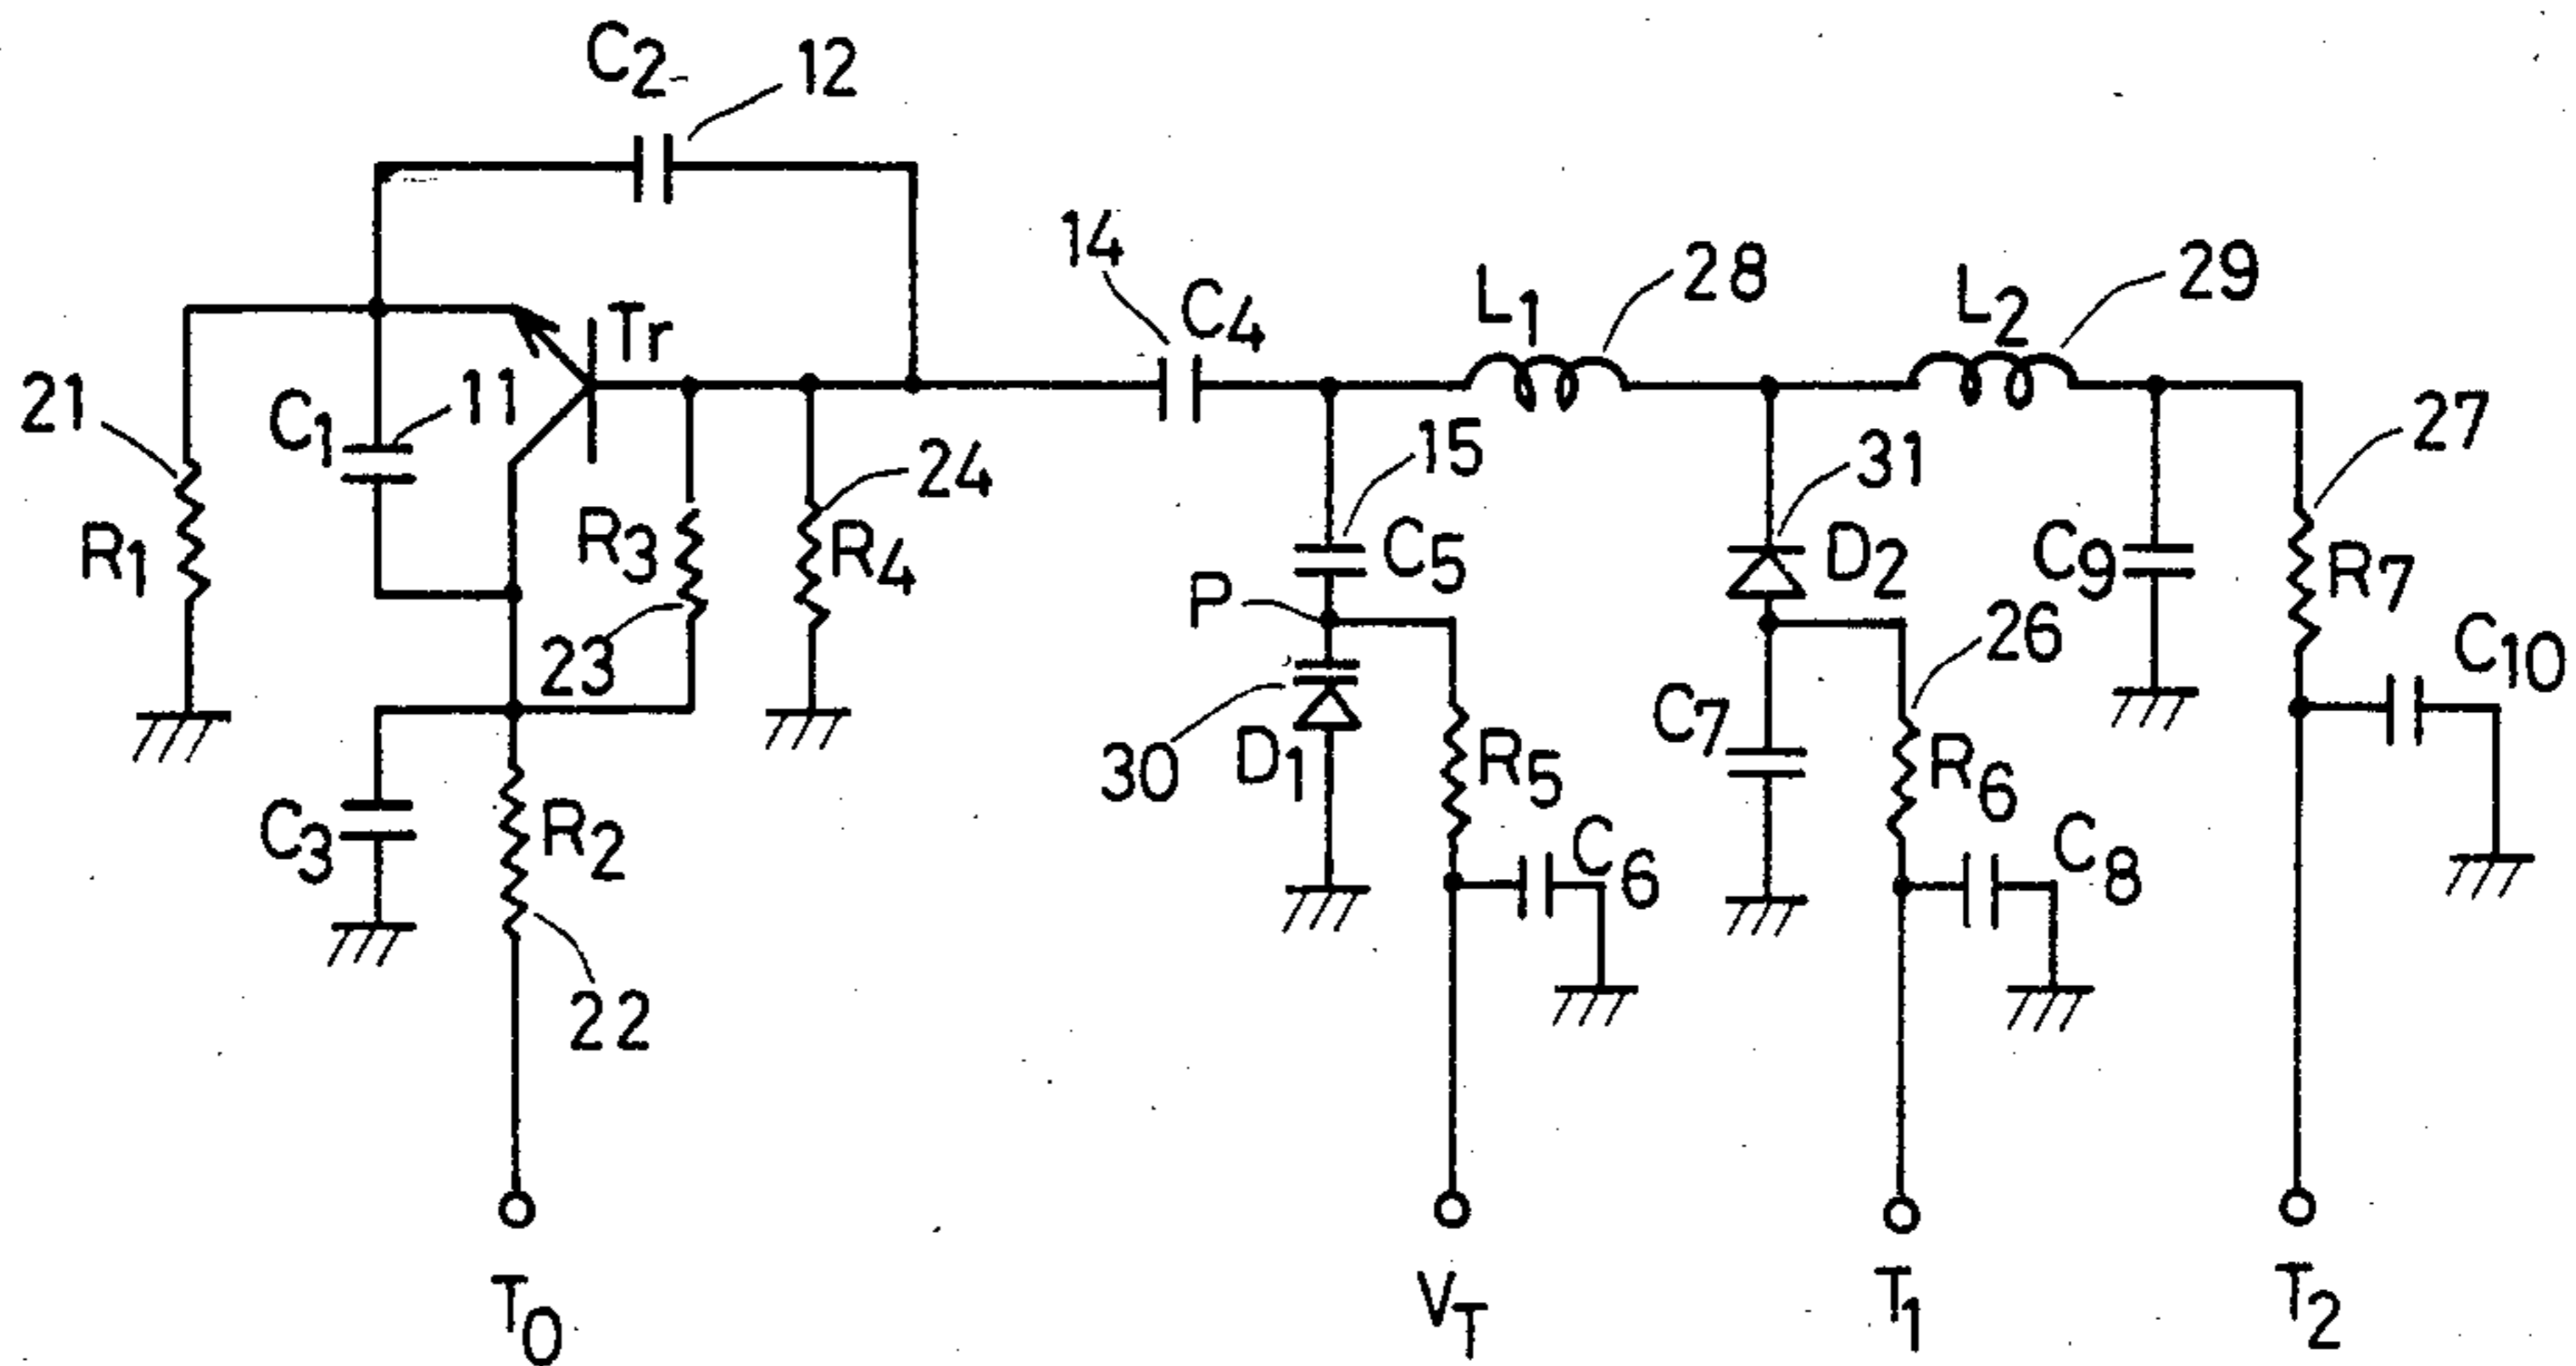 C2 12
14 C4 L1 28 L2 29
Tr
21 C1 11 15 31 27
24
R1 R3 R4 C5 D2 C9 R7
P
23 26 C10
30 D1 R5 C7 R6
C3 R2 C6 C8
22
T0 VT T1 T2